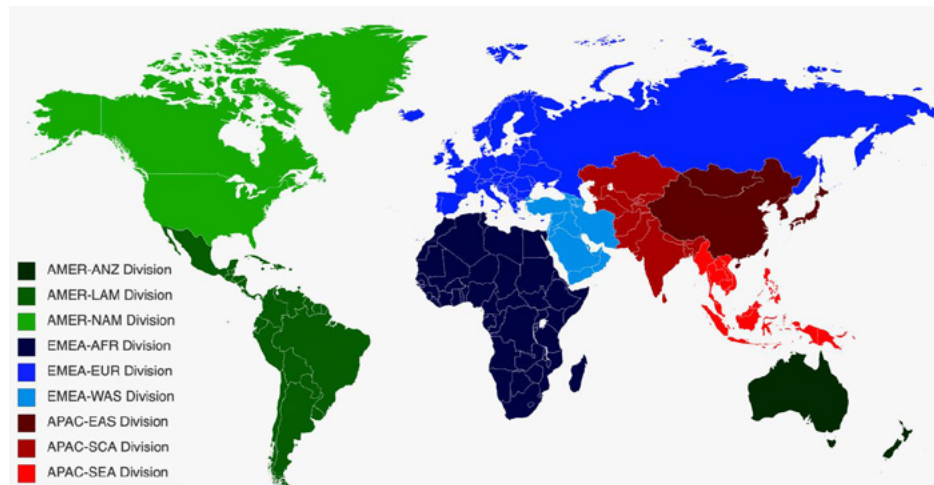 AMER-ANZ Division
AMER-LAM Division
AMER-NAM Division
EMEA-AFR Division
EMEA-EUR Division
EMEA-WAS Division
APAC-EAS Division
APAC-SCA Division
APAC-SEA Division